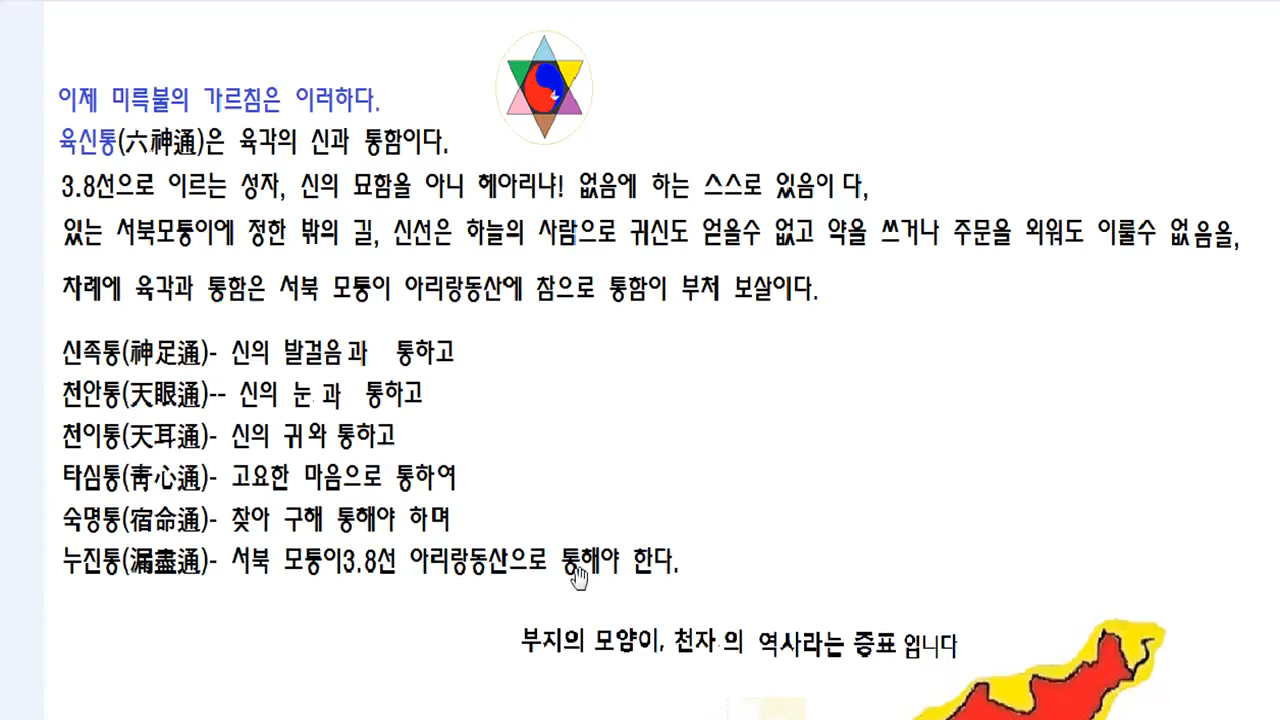 이제 미륵불의 가르침은 이러하다.
육신통(六神通)은 육각의 신과 통함이다.
3.8선으로 이르는 성자, 신의 묘함을 아니 헤아리냐! 없음에 하는 스스로 있음이 다,
있는 서북모퉁이에 정한 밖의 길, 신선은 하늘의 사람으로 귀신도 얻을수 없고 약을 쓰거나 주문을 외워도 이룰수 없음을,
차례에 육각과 통함은 서북 모퉁이 아리랑동산에 참으로 통함이 부처 보살이다.
신족통(神足通)- 신의 발걸음과 통하고
천안통(天眼通)-- 신의 눈 과 통하고
천이통(天耳通)- 신의 귀와 통하고
타심통(靑心通)- 고요한 마음으로 통하여
숙명통(宿命通)- 찾아 구해 통해야 하며
누진통(漏盡通)- 서북 모퉁이3.8선 아리랑동산으로 통해야 한다.
부지의 모양이, 천자 의 역사라는 증표 입니다